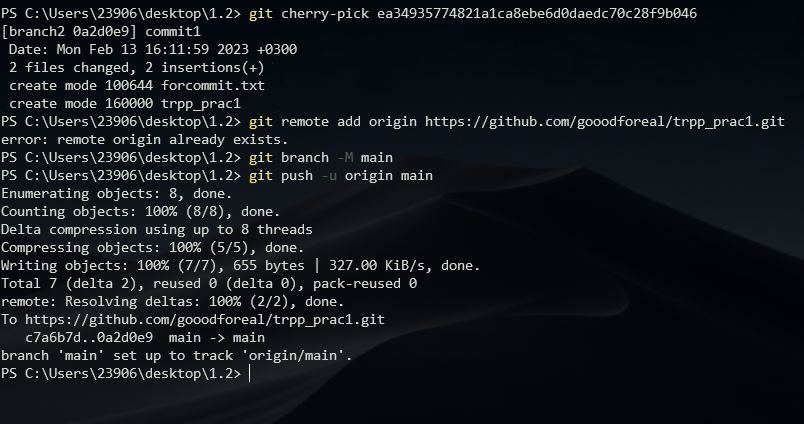 PS C:\Users\23906\desktop\1.2> git cherry-pick ea34935774821a1ca8ebe6d0daedc70c28f9b046
[branch2 0a2d0e9] commit1
 Date: Mon Feb 13 16:11:59 2023 +0300
 2 files changed, 2 insertions(+)
 create mode 100644 forcommit.txt
 create mode 160000 trpp_prac1
PS C:\Users\23906\desktop\1.2> git remote add origin https://github.com/gooodforeal/trpp_prac1.git
error: remote origin already exists.
PS C:\Users\23906\desktop\1.2> git branch -M main
PS C:\Users\23906\desktop\1.2> git push -u origin main
Enumerating objects: 8, done.
Counting objects: 100% (8/8), done.
Delta compression using up to 8 threads
Compressing objects: 100% (5/5), done.
Writing objects: 100% (7/7), 655 bytes | 327.00 KiB/s, done.
Total 7 (delta 2), reused 0 (delta 0), pack-reused 0
remote: Resolving deltas: 100% (2/2), done.
To https://github.com/gooodforeal/trpp_prac1.git
   c7a6b7d..0a2d0e9  main -> main
branch 'main' set up to track 'origin/main'.
PS C:\Users\23906\desktop\1.2>